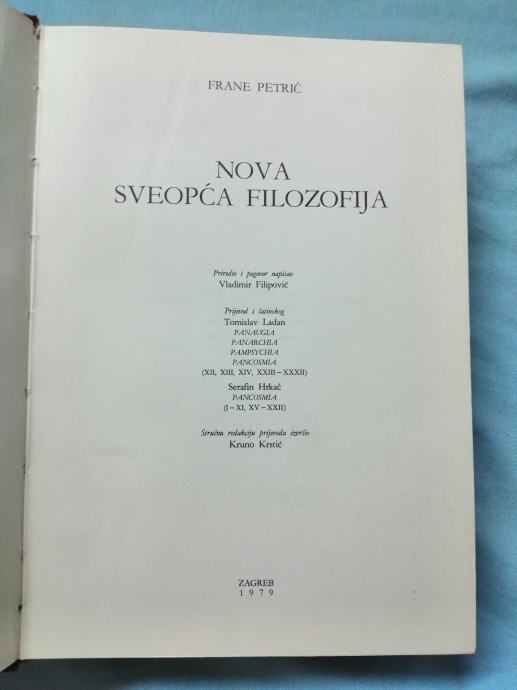 FRANE PETRIĆ
NOVA
SVEOPĆA FILOZOFIJA
Priredio i pogovor napisao
Vladimir Filipović
Prijevod s latinskog
Tomislav Ladan
PANAUGIA
PANARCHIA
PAMPSYCHIA
PANCOSMIA
(XII, XIII, XIV, XXIII – XXXII)
Serafin Hrkač
PANCOSMIA
(I – XI, XV – XXII)
Stručnu redakciju prijevoda izvršio
Kruno Krstić
ZAGREB
1979